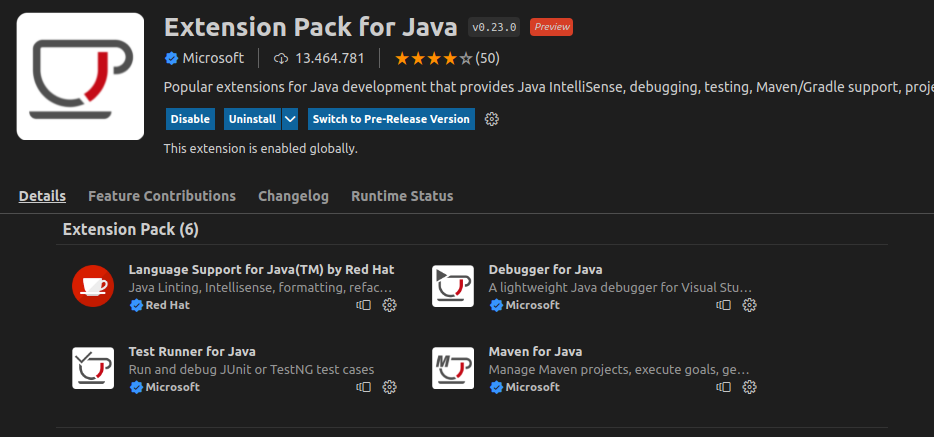 Extension Pack for Java v0.23.0 Preview
Microsoft 13.464.781 (50)
Popular extensions for Java development that provides Java IntelliSense, debugging, testing, Maven/Gradle support, proje
Disable Uninstall Switch to Pre-Release Version
This extension is enabled globally.
Details Feature Contributions Changelog Runtime Status
Extension Pack (6)
Language Support for Java(TM) by Red Hat
Java Linting, Intellisense, formatting, refac...
Red Hat
Debugger for Java
A lightweight Java debugger for Visual Stu...
Microsoft
Test Runner for Java
Run and debug JUnit or TestNG test cases
Microsoft
M
Maven for Java
Manage Maven projects, execute goals, ge...
Microsoft